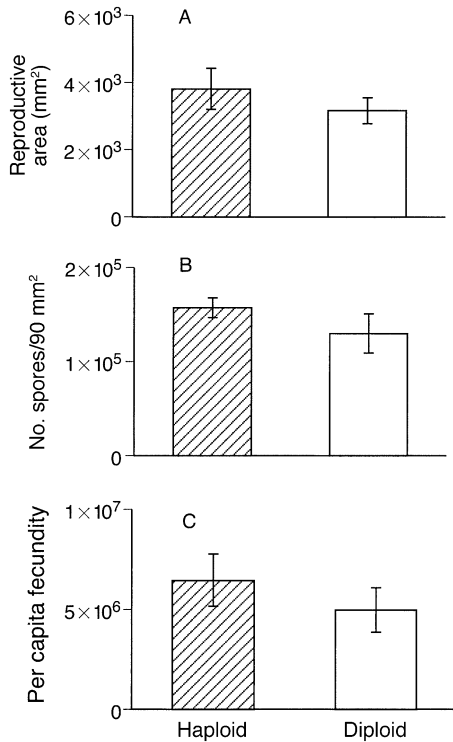 A
6×10³
4×10³
2×10³
0
Reproductive
area (mm²)
B
2×10⁵
1×10⁵
0
No. spores/90 mm²
C
1×10⁷
5×10⁶
0
Per capita fecundity
Haploid Diploid